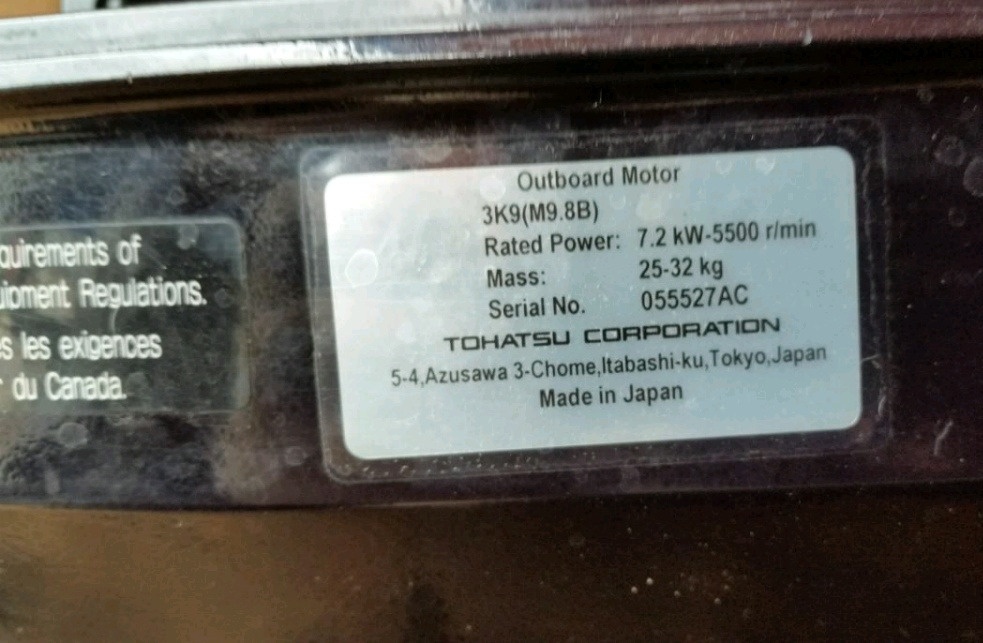 quirements of
uipment Regulations.
s les exigences
du Canada.
Outboard Motor
3K9(M9.8B)
Rated Power: 7.2 kW-5500 r/min
Mass: 25-32 kg
Serial No. 055527AC
TOHATSU CORPORATION
5-4,Azusawa 3-Chome,Itabashi-ku,Tokyo,Japan
Made in Japan